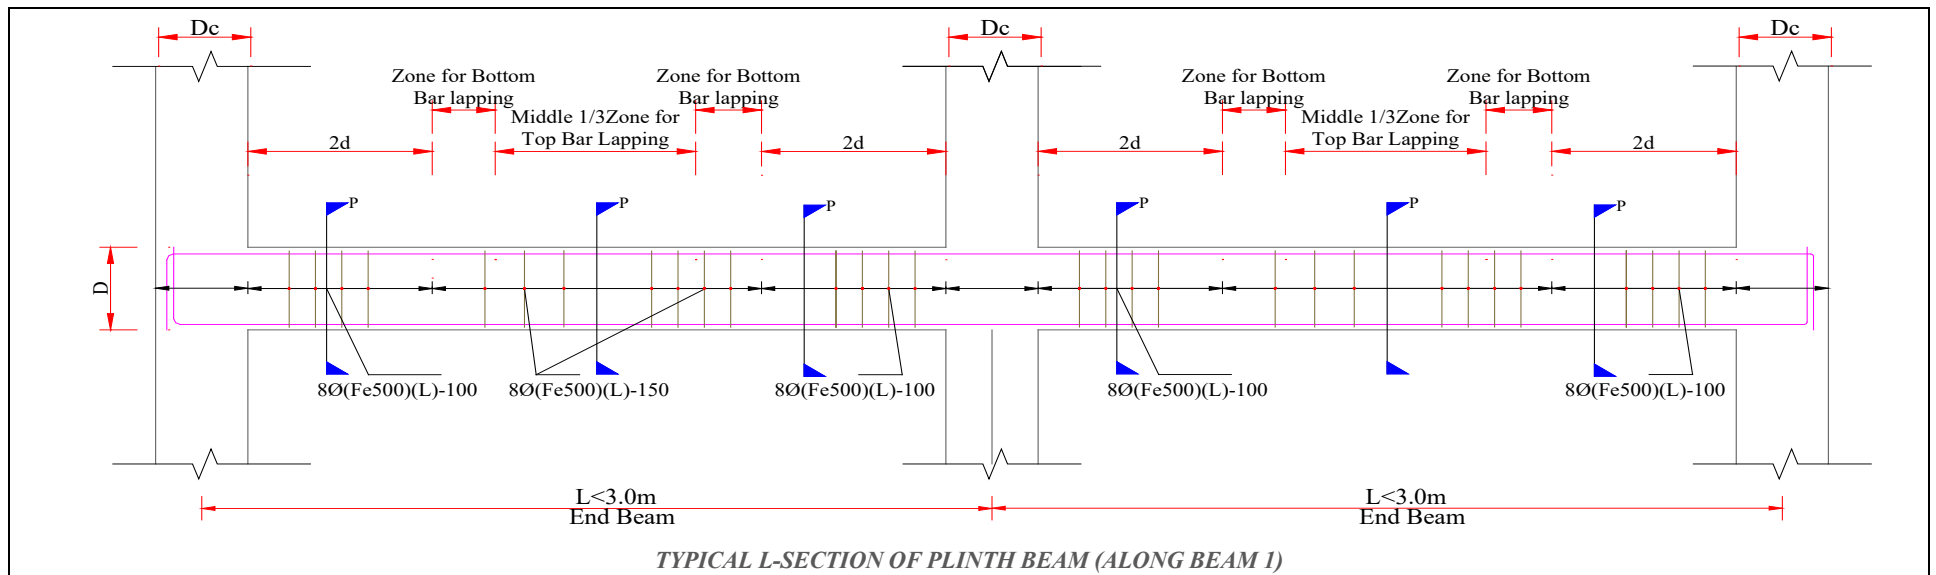 Dc
Dc
Dc
Zone for Bottom
Bar lapping
Zone for Bottom
Bar lapping
Zone for Bottom
Bar lapping
Zone for Bottom
Bar lapping
Middle 1/3Zone for
Top Bar Lapping
Middle 1/3Zone for
Top Bar Lapping
2d
2d
2d
2d
P
P
P
P
P
P
D
8Ø(Fe500)(L)-100
8Ø(Fe500)(L)-150
8Ø(Fe500)(L)-100
8Ø(Fe500)(L)-100
8Ø(Fe500)(L)-100
L<3.0m
End Beam
L<3.0m
End Beam
TYPICAL L-SECTION OF PLINTH BEAM (ALONG BEAM 1)